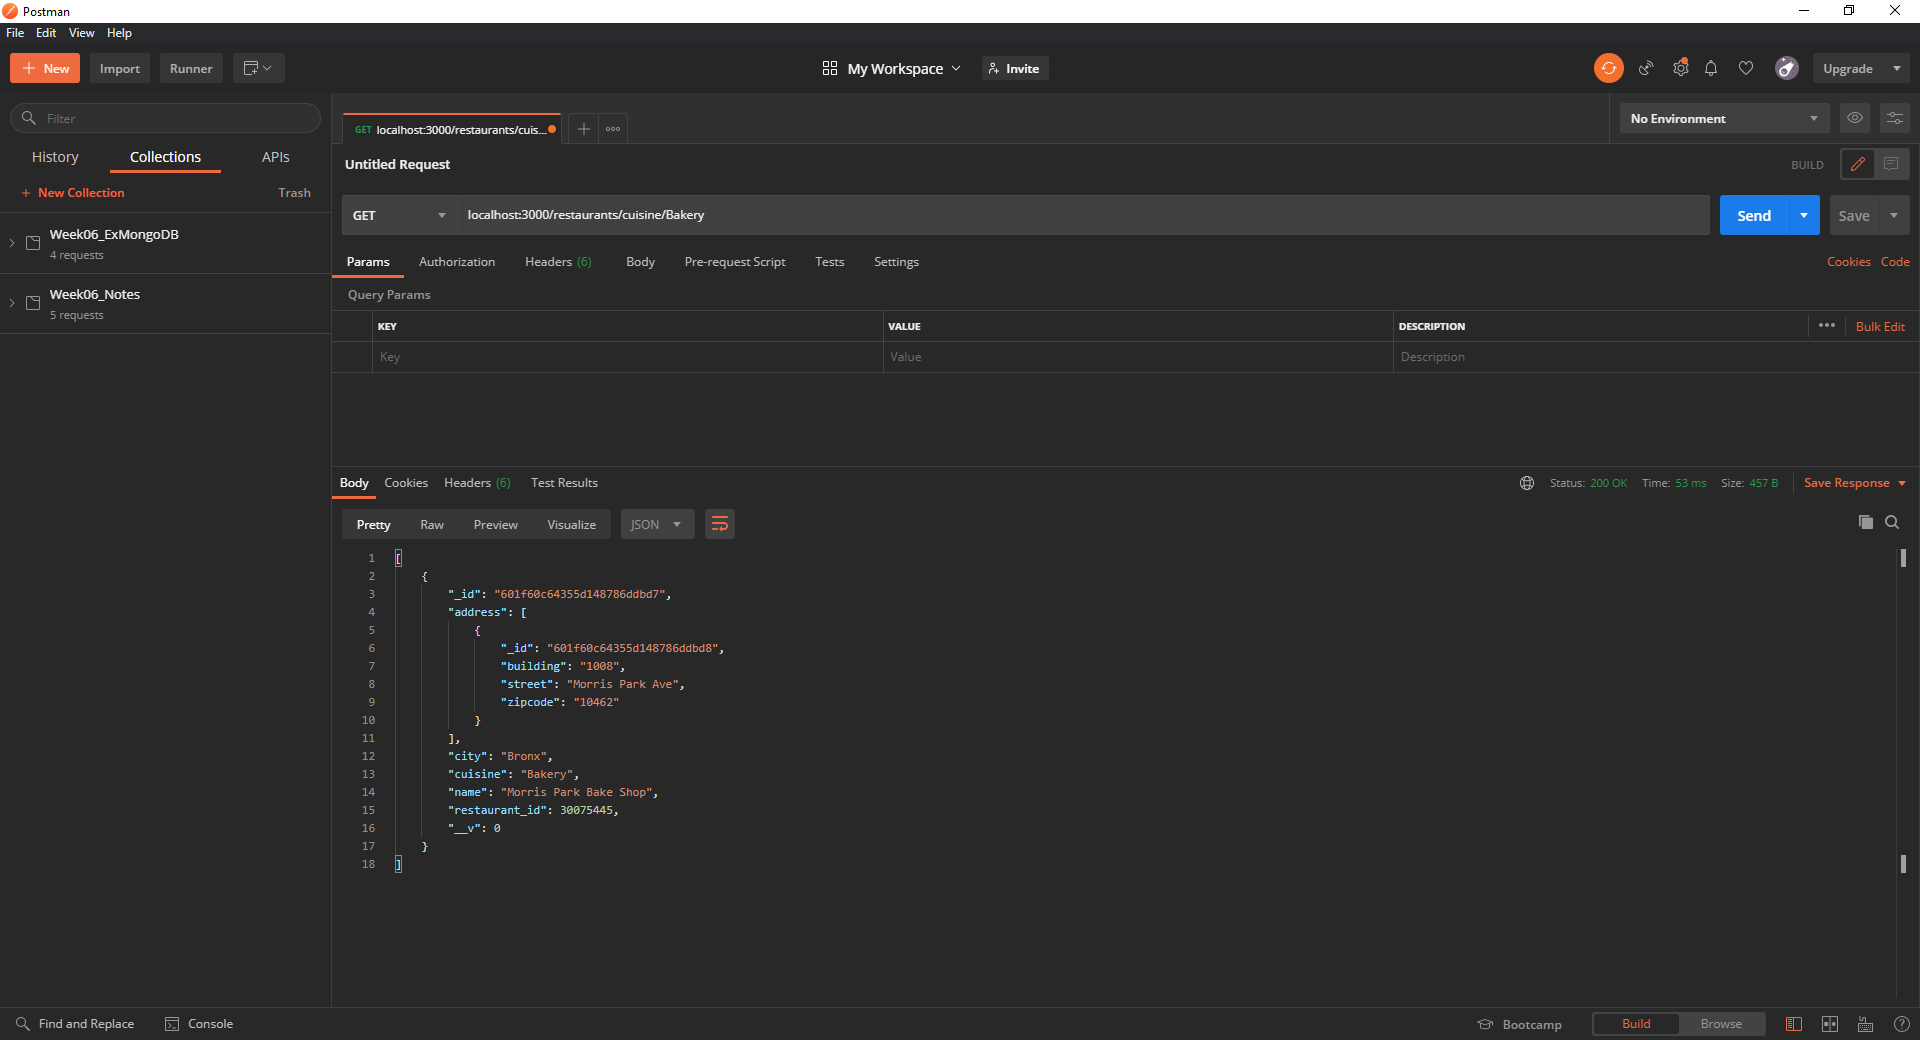 Postman
File Edit View Help
New Import Runner My Workspace Invite Upgrade
Filter
History Collections APIs
New Collection Trash
Week06_ExMongoDB
4 requests
Week06_Notes
5 requests
GET localhost:3000/restaurants/cuis...
No Environment
Untitled Request BUILD
GET localhost:3000/restaurants/cuisine/Bakery Send Save
Params Authorization Headers (6) Body Pre-request Script Tests Settings Cookies Code
Query Params
KEY VALUE DESCRIPTION Bulk Edit
Key Value Description
Body Cookies Headers (6) Test Results Status: 200 OK Time: 53 ms Size: 457 B Save Response
Pretty Raw Preview Visualize JSON
1 [
2 {
3 "_id": "601f60c64355d148786ddbd7",
4 "address": [
5 {
6 "_id": "601f60c64355d148786ddbd8",
7 "building": "1008",
8 "street": "Morris Park Ave",
9 "zipcode": "10462"
10 }
11 ],
12 "city": "Bronx",
13 "cuisine": "Bakery",
14 "name": "Morris Park Bake Shop",
15 "restaurant_id": 30075445,
16 "__v": 0
17 }
18 ]
Find and Replace Console Bootcamp Build Browse